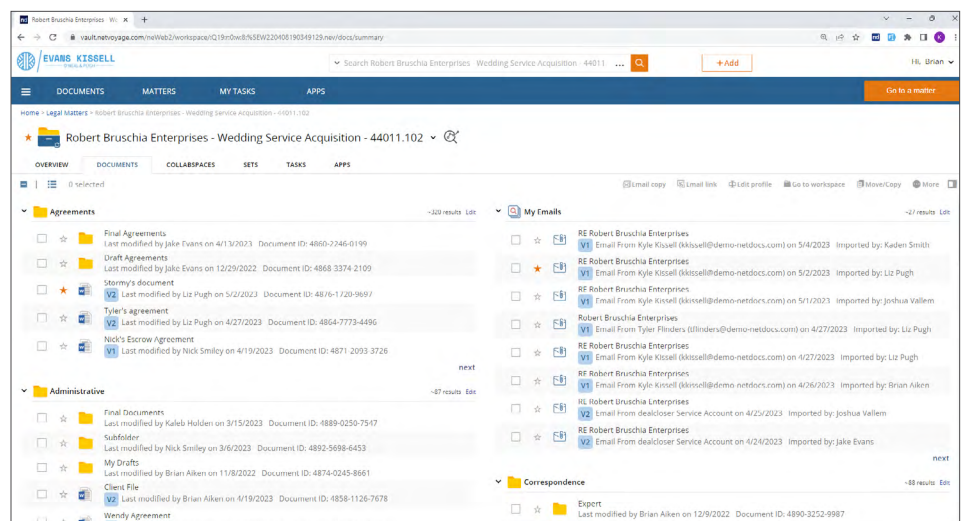 Robert Bruschia Enterprises - We
vault.netvoyage.com/neWeb2/workspace/
EVANS KISSELL
Search Robert Bruschia Enterprises - Wedding Service Acquisition - 44011 ...
+Add
Hi, Brian
DOCUMENTS MATTERS MY TASKS APPS
Go to a matter
Home > Legal Matters > Robert Bruschia Enterprises - Wedding Service Acquisition - 44011.102
Robert Bruschia Enterprises - Wedding Service Acquisition - 44011.102
OVERVIEW DOCUMENTS COLLABSPACES SETS TASKS APPS
0 selected
Email copy Email link Edit profile Go to workspace Move/Copy More
Agreements
~320 results Edit
Final Agreements
Last modified by Jake Evans on 4/13/2023 Document ID: 4860-2246-0199
Draft Agreements
Last modified by Jake Evans on 12/29/2022 Document ID: 4868-3374-2109
Stormy's document
V2 Last modified by Liz Pugh on 5/2/2023 Document ID: 4876-1720-9697
Tyler's agreement
V2 Last modified by Liz Pugh on 4/27/2023 Document ID: 4864-7773-4496
Nick's Escrow Agreement
V1 Last modified by Nick Smiley on 4/19/2023 Document ID: 4871-2093-3726
next
Administrative
~87 results Edit
Final Documents
Last modified by Kaleb Holden on 3/15/2023 Document ID: 4889-0250-7547
Subfolder
Last modified by Nick Smiley on 3/6/2023 Document ID: 4892-5698-6453
My Drafts
Last modified by Brian Aiken on 11/8/2022 Document ID: 4874-0245-8661
Client File
V2 Last modified by Brian Aiken on 4/19/2023 Document ID: 4858-1126-7678
Wendy Agreement
My Emails
~27 results Edit
RE Robert Bruschia Enterprises
V1 Email From Kyle Kissell (kkissell@demo-netdocs.com) on 5/4/2023 Imported by: Kaden Smith
RE Robert Bruschia Enterprises
V1 Email From Kyle Kissell (kkissell@demo-netdocs.com) on 5/2/2023 Imported by: Liz Pugh
RE Robert Bruschia Enterprises
V1 Email From Kyle Kissell (kkissell@demo-netdocs.com) on 5/1/2023 Imported by: Joshua Vallem
Robert Bruschia Enterprises
V1 Email From Tyler Flinders (tflinders@demo-netdocs.com) on 4/27/2023 Imported by: Liz Pugh
RE Robert Bruschia Enterprises
V1 Email From Kyle Kissell (kkissell@demo-netdocs.com) on 4/27/2023 Imported by: Liz Pugh
RE Robert Bruschia Enterprises
V1 Email From Kyle Kissell (kkissell@demo-netdocs.com) on 4/26/2023 Imported by: Brian Aiken
RE Robert Bruschia Enterprises
V2 Email From dealcloser Service Account on 4/25/2023 Imported by: Joshua Vallem
RE Robert Bruschia Enterprises
V2 Email From dealcloser Service Account on 4/24/2023 Imported by: Jake Evans
next
Correspondence
~88 results Edit
Expert
Last modified by Brian Aiken on 12/9/2022 Document ID: 4890-3252-9987